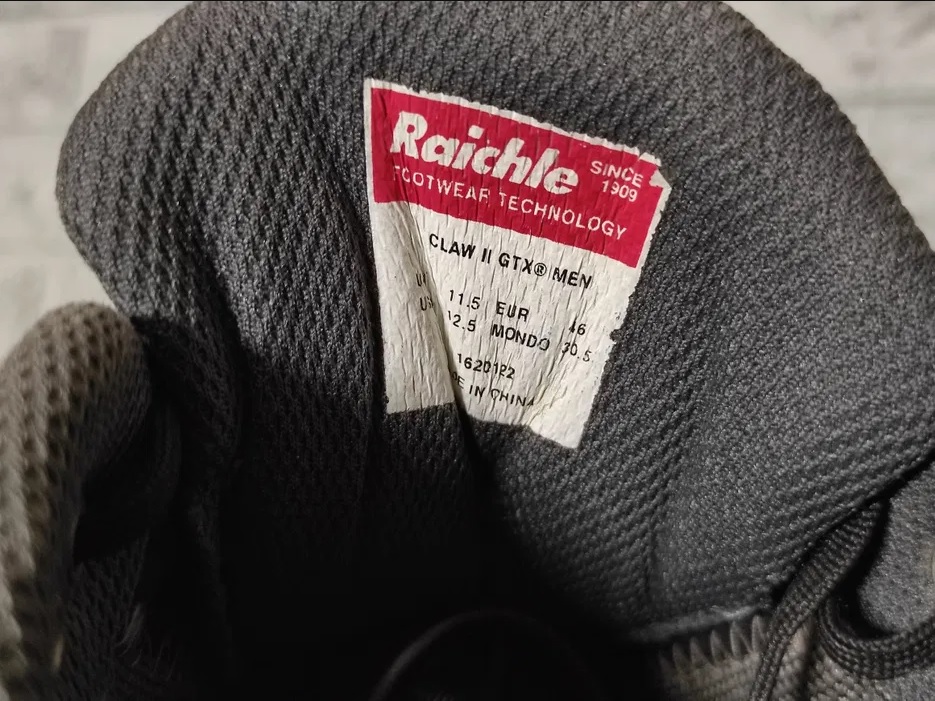 Raichle
SINCE
1909
FOOTWEAR TECHNOLOGY
CLAW II GTX® MEN
11.5 EUR 46
12.5 MONDO 30.5
1620122
IN CHINA